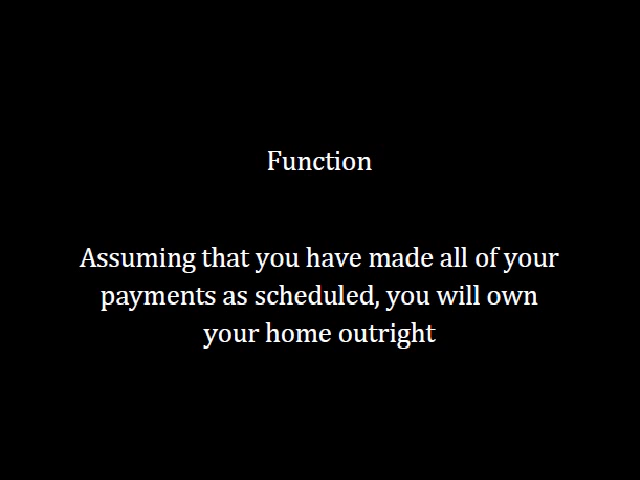 Function
Assuming that you have made all of your
payments as scheduled, you will own
your home outright